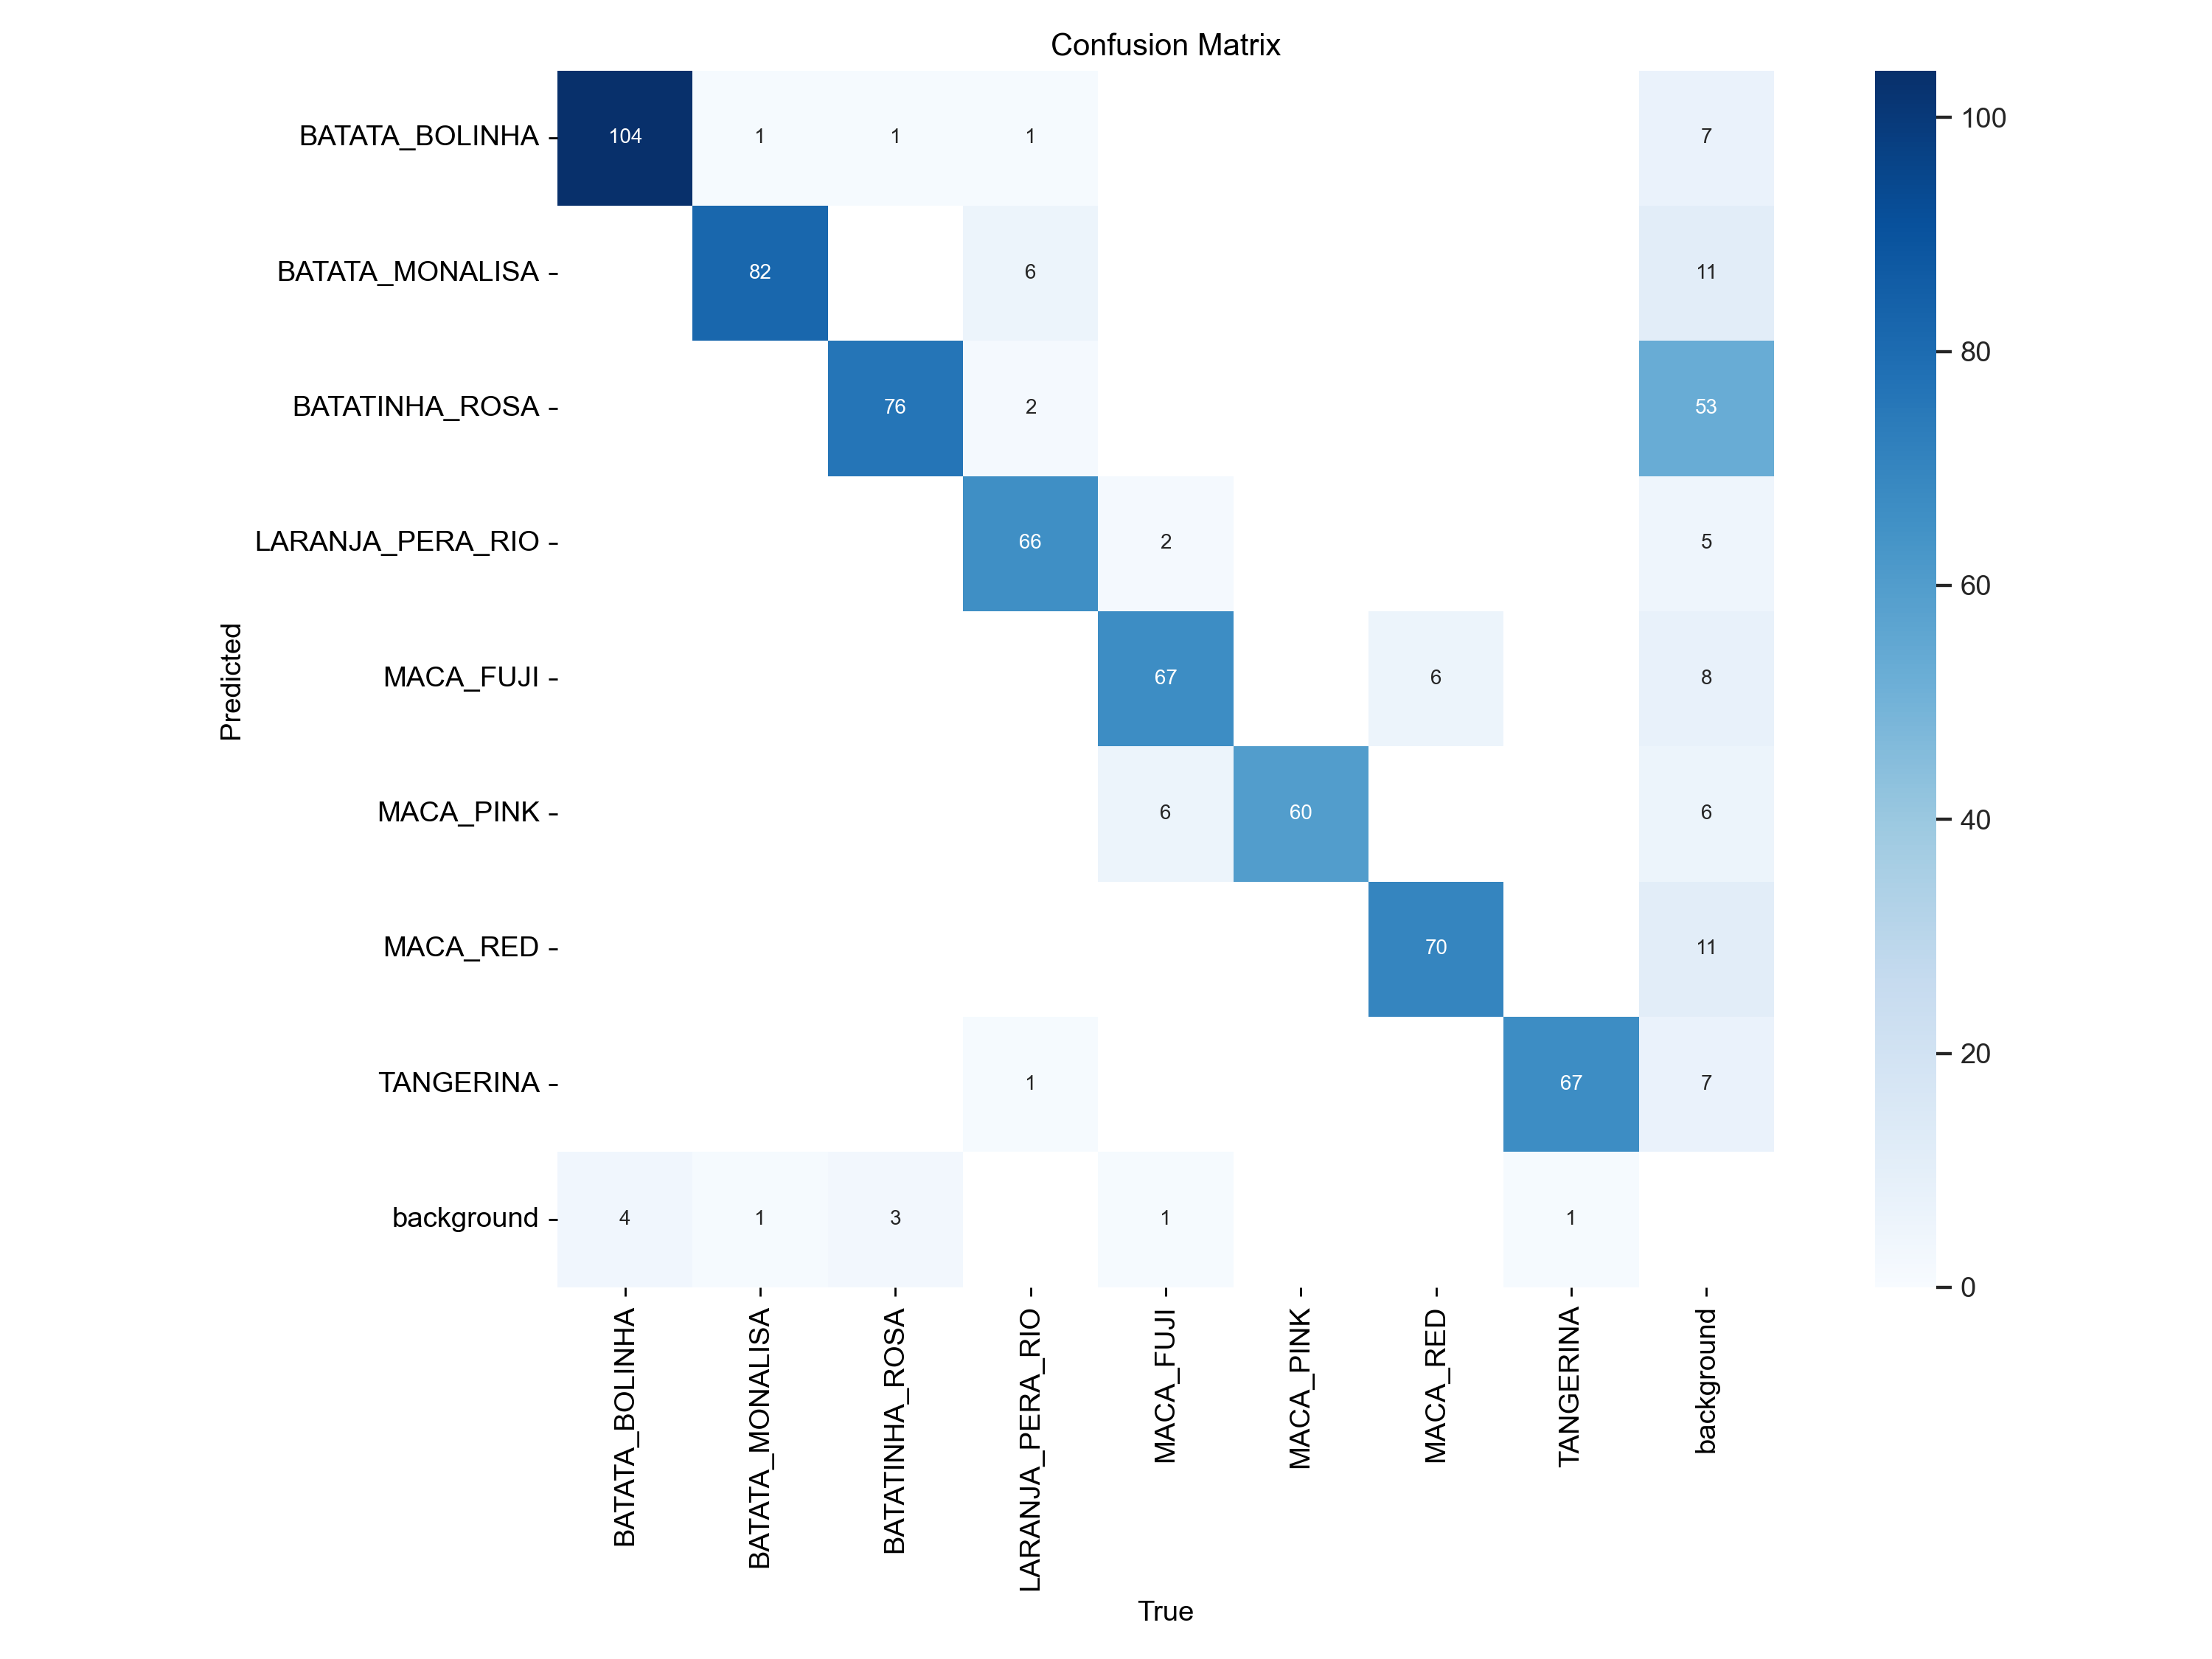 Confusion Matrix
BATATA_BOLINHA 104 1 1 1 7
BATATA_MONALISA 82 6 11
BATATINHA_ROSA 76 2 53
LARANJA_PERA_RIO 66 2 5
MACA_FUJI 67 6 8
MACA_PINK 6 60 6
MACA_RED 70 11
TANGERINA 1 67 7
background 4 1 3 1 1
Predicted
BATATA_BOLINHA
BATATA_MONALISA
BATATINHA_ROSA
LARANJA_PERA_RIO
MACA_FUJI
MACA_PINK
MACA_RED
TANGERINA
background
True
100
80
60
40
20
0